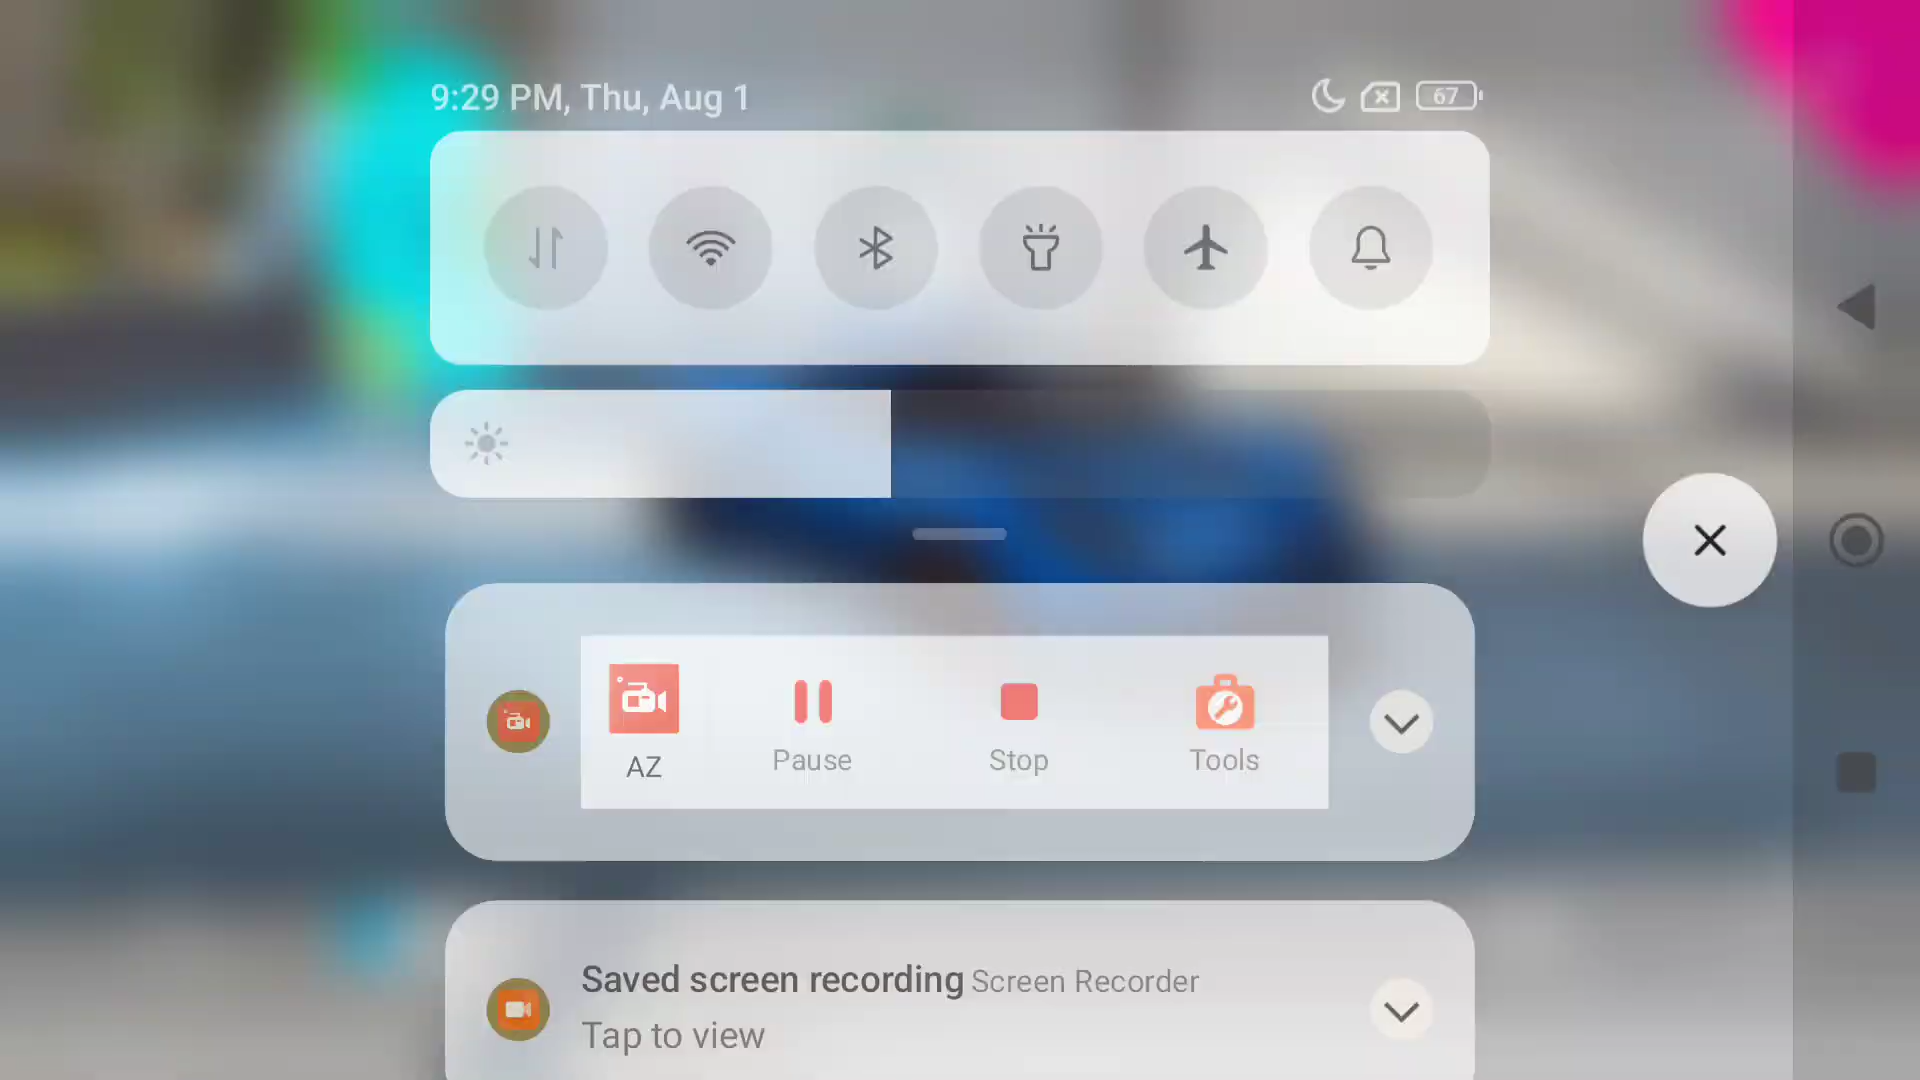 9:29 PM, Thu, Aug 1
67
AZ
Pause
Stop
Tools
Saved screen recording Screen Recorder
Tap to view